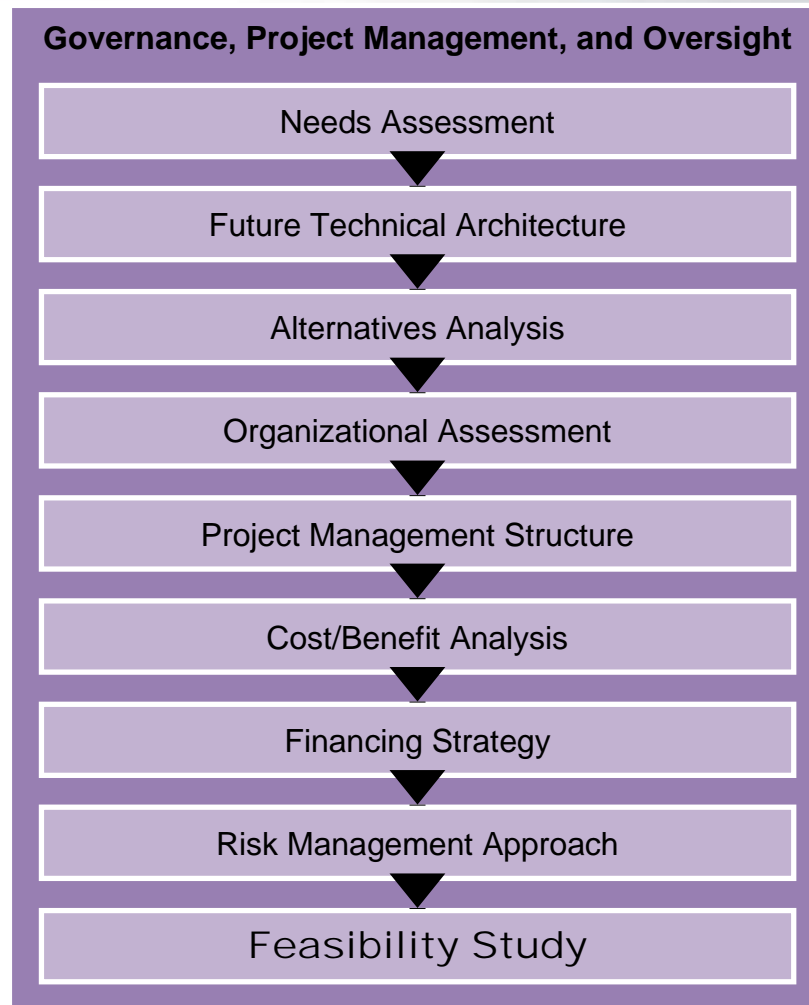 Governance, Project Management, and Oversight
Needs Assessment
Future Technical Architecture
Alternatives Analysis
Organizational Assessment
Project Management Structure
Cost/Benefit Analysis
Financing Strategy
Risk Management Approach
Feasibility Study